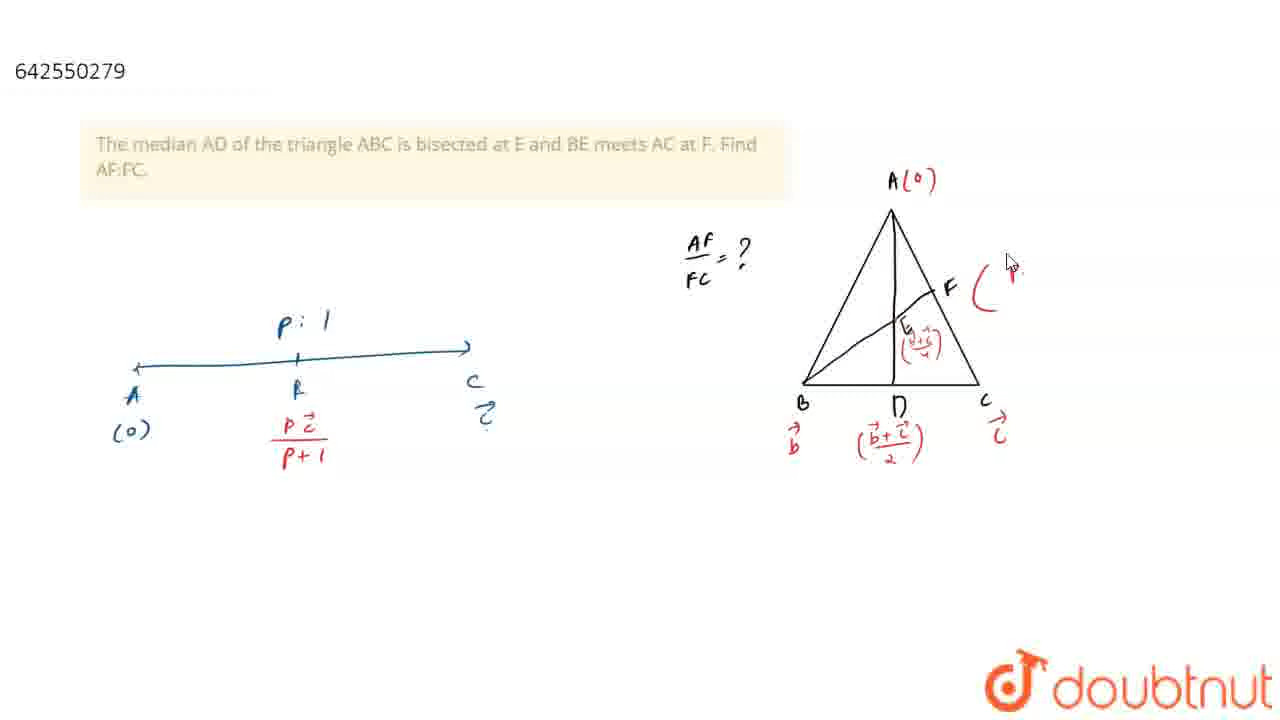 642550279
The median AD of the triangle ABC is bisected at E and BE meets AC at F. Find
AF:FC.
A(0)
AF
FC
= ?
F
( P
E
(b⃗+c⃗
4)
B
D
C
b⃗
(b⃗+c⃗
2)
c⃗
p : 1
A
C
(0)
c⃗
pc⃗
p+1
doubtnut